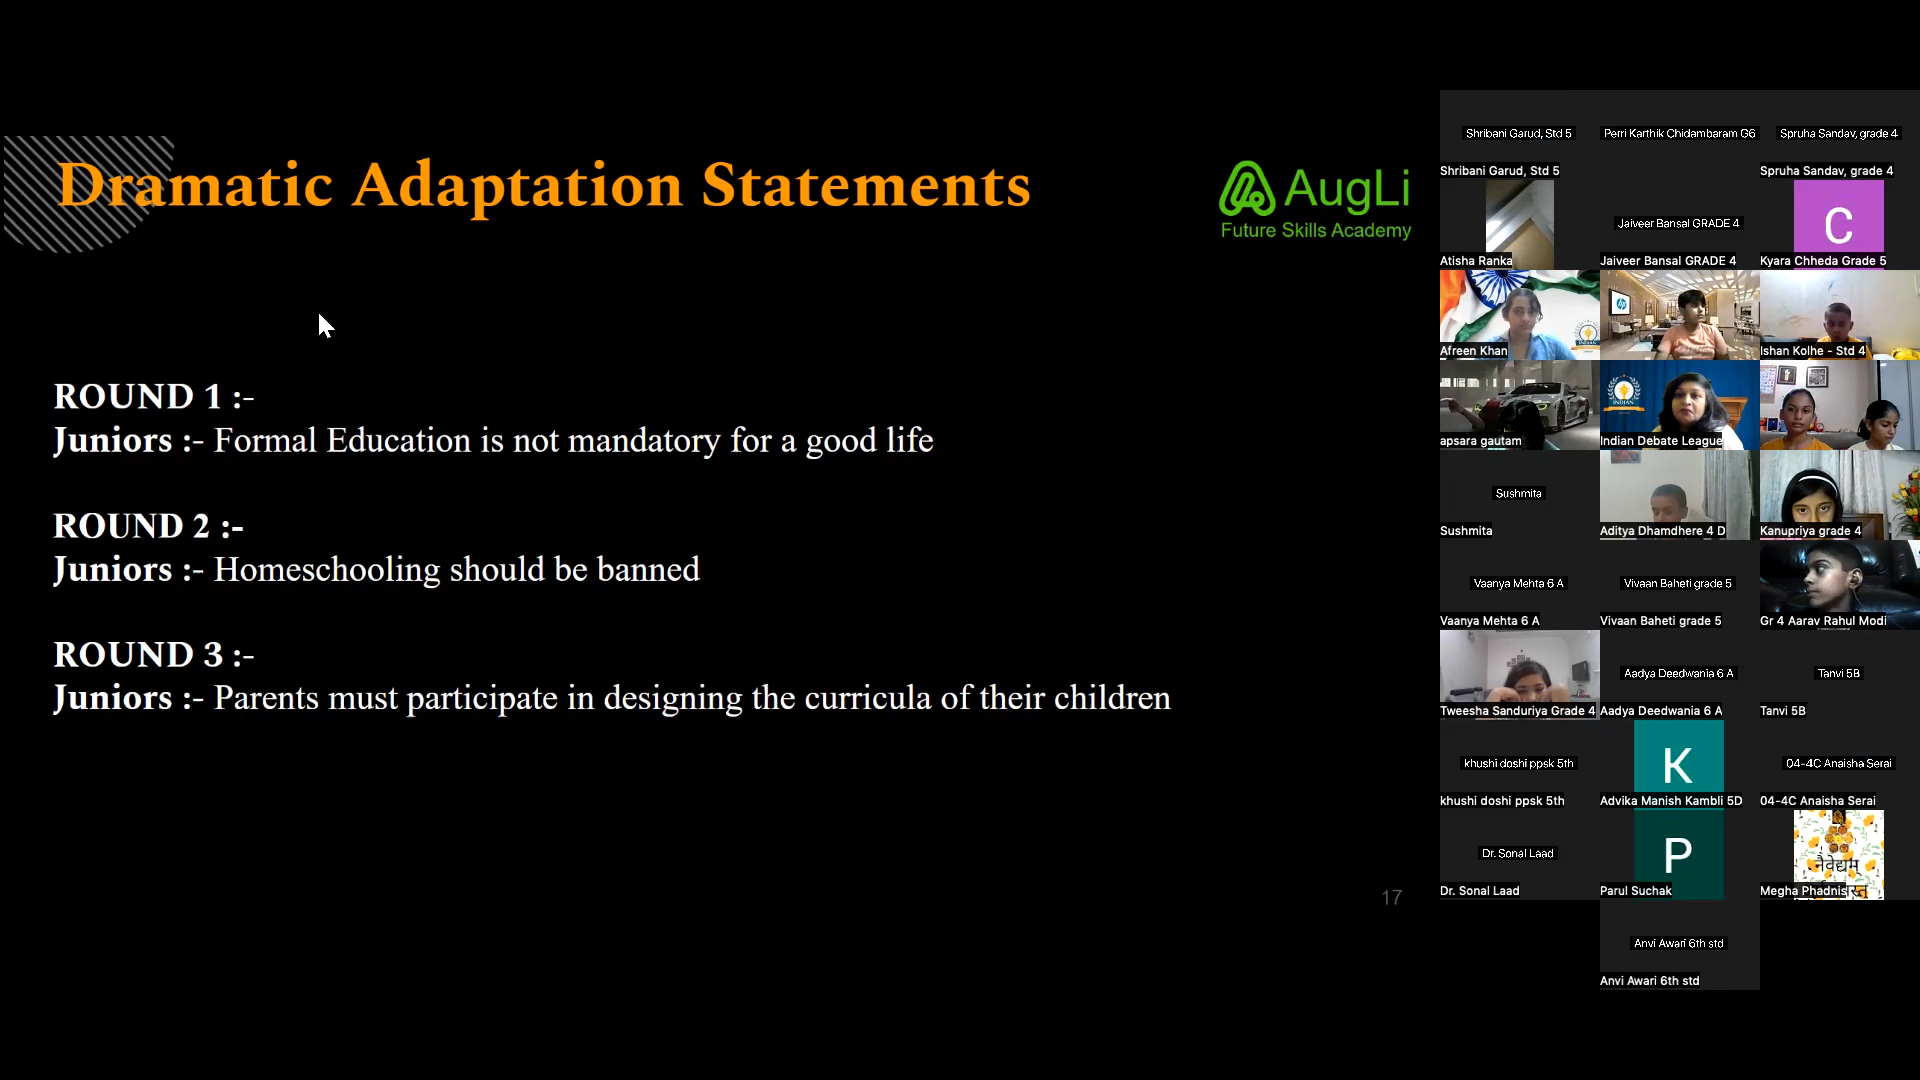 Dramatic Adaptation Statements
AugLi
Future Skills Academy
ROUND 1 :-
Juniors :- Formal Education is not mandatory for a good life
ROUND 2 :-
Juniors :- Homeschooling should be banned
ROUND 3 :-
Juniors :- Parents must participate in designing the curricula of their children
17
Shribani Garud, Std 5
Perri Karthik Chidambaram G6
Spruha Sandav, grade 4
Shribani Garud, Std 5
Spruha Sandav, grade 4
Jaiveer Bansal GRADE 4
C
Atisha Ranka
Jaiveer Bansal GRADE 4
Kyara Chheda Grade 5
hp
Afreen Khan
Ishan Kolhe - Std 4
INDIAN
apsara gautam
Indian Debate League
Sushmita
Sushmita
Aditya Dhamdhere 4 D
Kanupriya grade 4
Vaanya Mehta 6 A
Vivaan Baheti grade 5
Vaanya Mehta 6 A
Vivaan Baheti grade 5
Gr 4 Aarav Rahul Modi
Aadya Deedwania 6 A
Tanvi 5B
Tweesha Sanduriya Grade 4
Aadya Deedwania 6 A
Tanvi 5B
khushi doshi ppsk 5th
K
04-4C Anaisha Serai
khushi doshi ppsk 5th
Advika Manish Kambli 5D
04-4C Anaisha Serai
Dr. Sonal Laad
P
नैवेद्यम्
Dr. Sonal Laad
Parul Suchak
Megha Phadnis
Anvi Awari 6th std
Anvi Awari 6th std